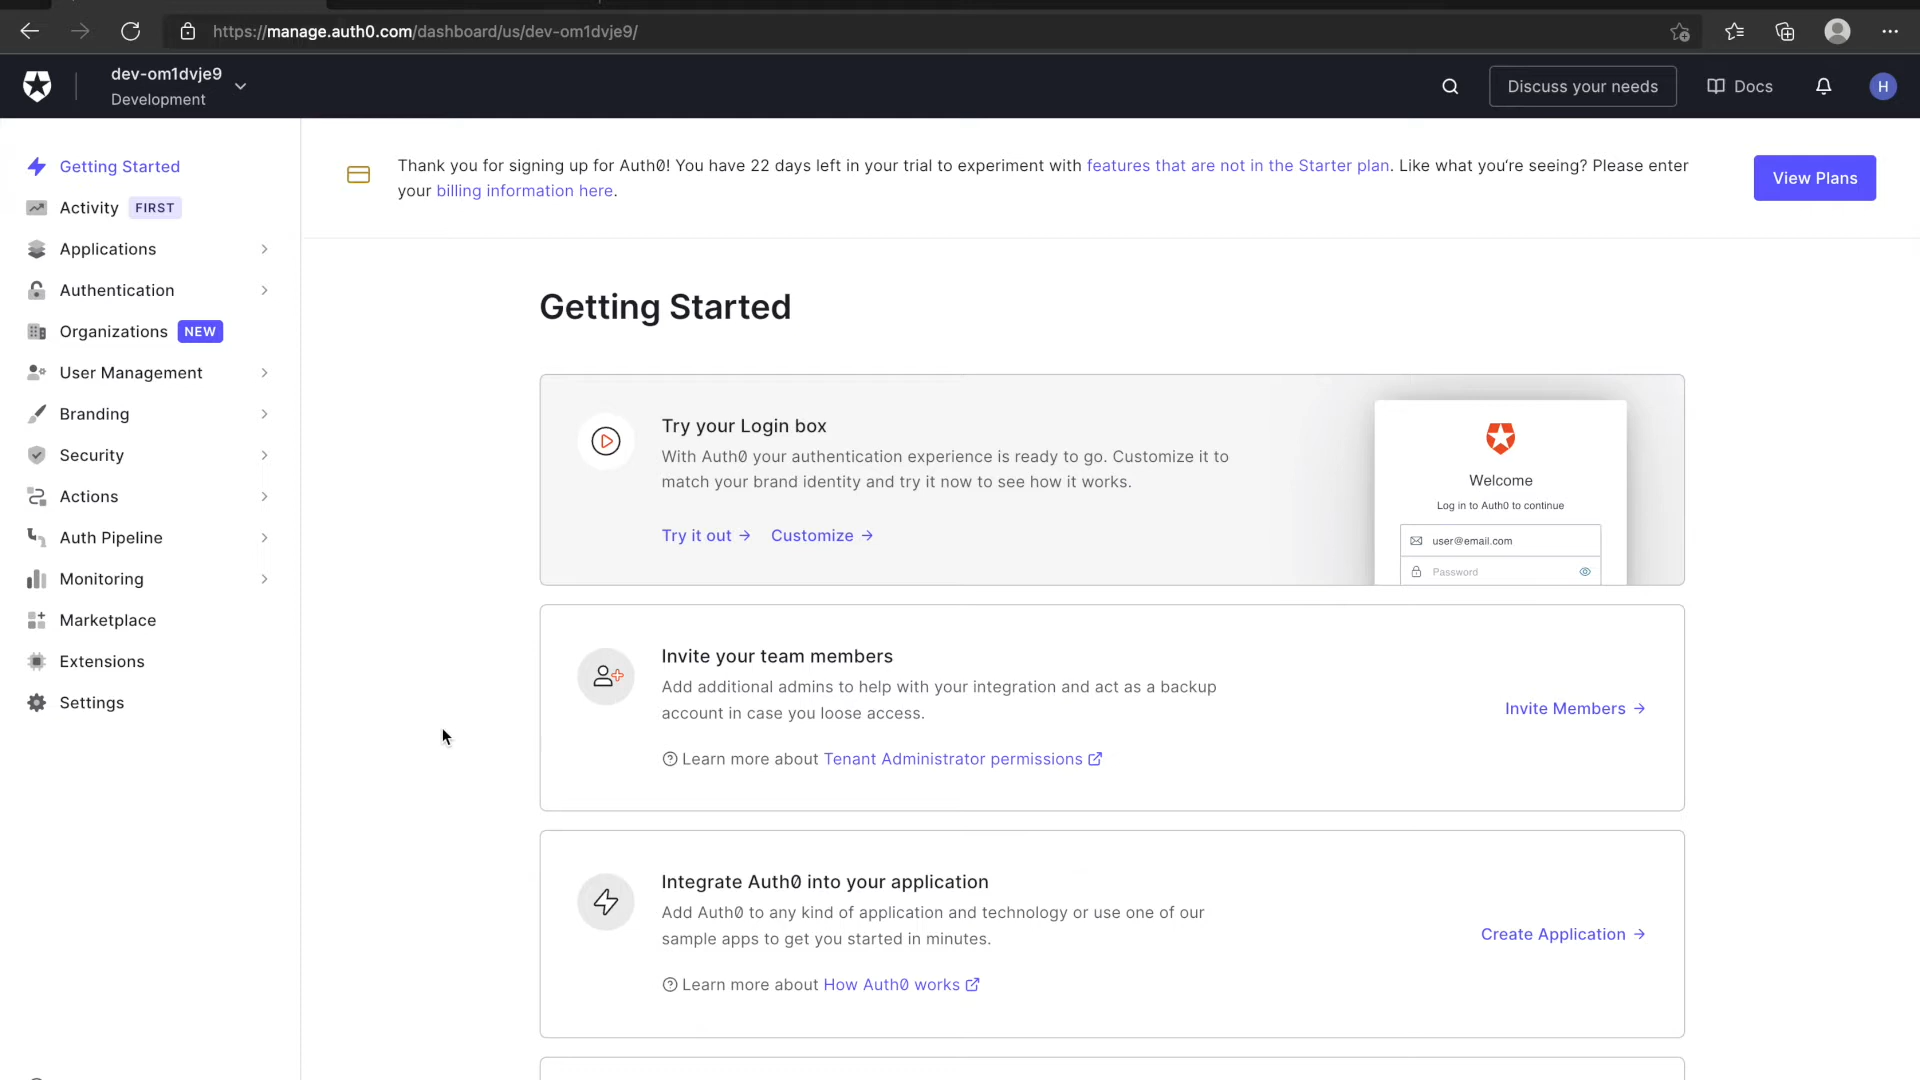 https://manage.auth0.com/dashboard/us/dev-om1dvje9/
dev-om1dvje9
Development
Discuss your needs
Docs
H
Getting Started
Activity FIRST
Applications
Authentication
Organizations NEW
User Management
Branding
Security
Actions
Auth Pipeline
Monitoring
Marketplace
Extensions
Settings
Thank you for signing up for Auth0! You have 22 days left in your trial to experiment with features that are not in the Starter plan. Like what you're seeing? Please enter
your billing information here.
View Plans
Getting Started
Try your Login box
With Auth0 your authentication experience is ready to go. Customize it to
match your brand identity and try it now to see how it works.
Try it out → Customize →
Welcome
Log in to Auth0 to continue
user@email.com
Password
Invite your team members
Add additional admins to help with your integration and act as a backup
account in case you loose access.
Invite Members →
Learn more about Tenant Administrator permissions
Integrate Auth0 into your application
Add Auth0 to any kind of application and technology or use one of our
sample apps to get you started in minutes.
Create Application →
Learn more about How Auth0 works